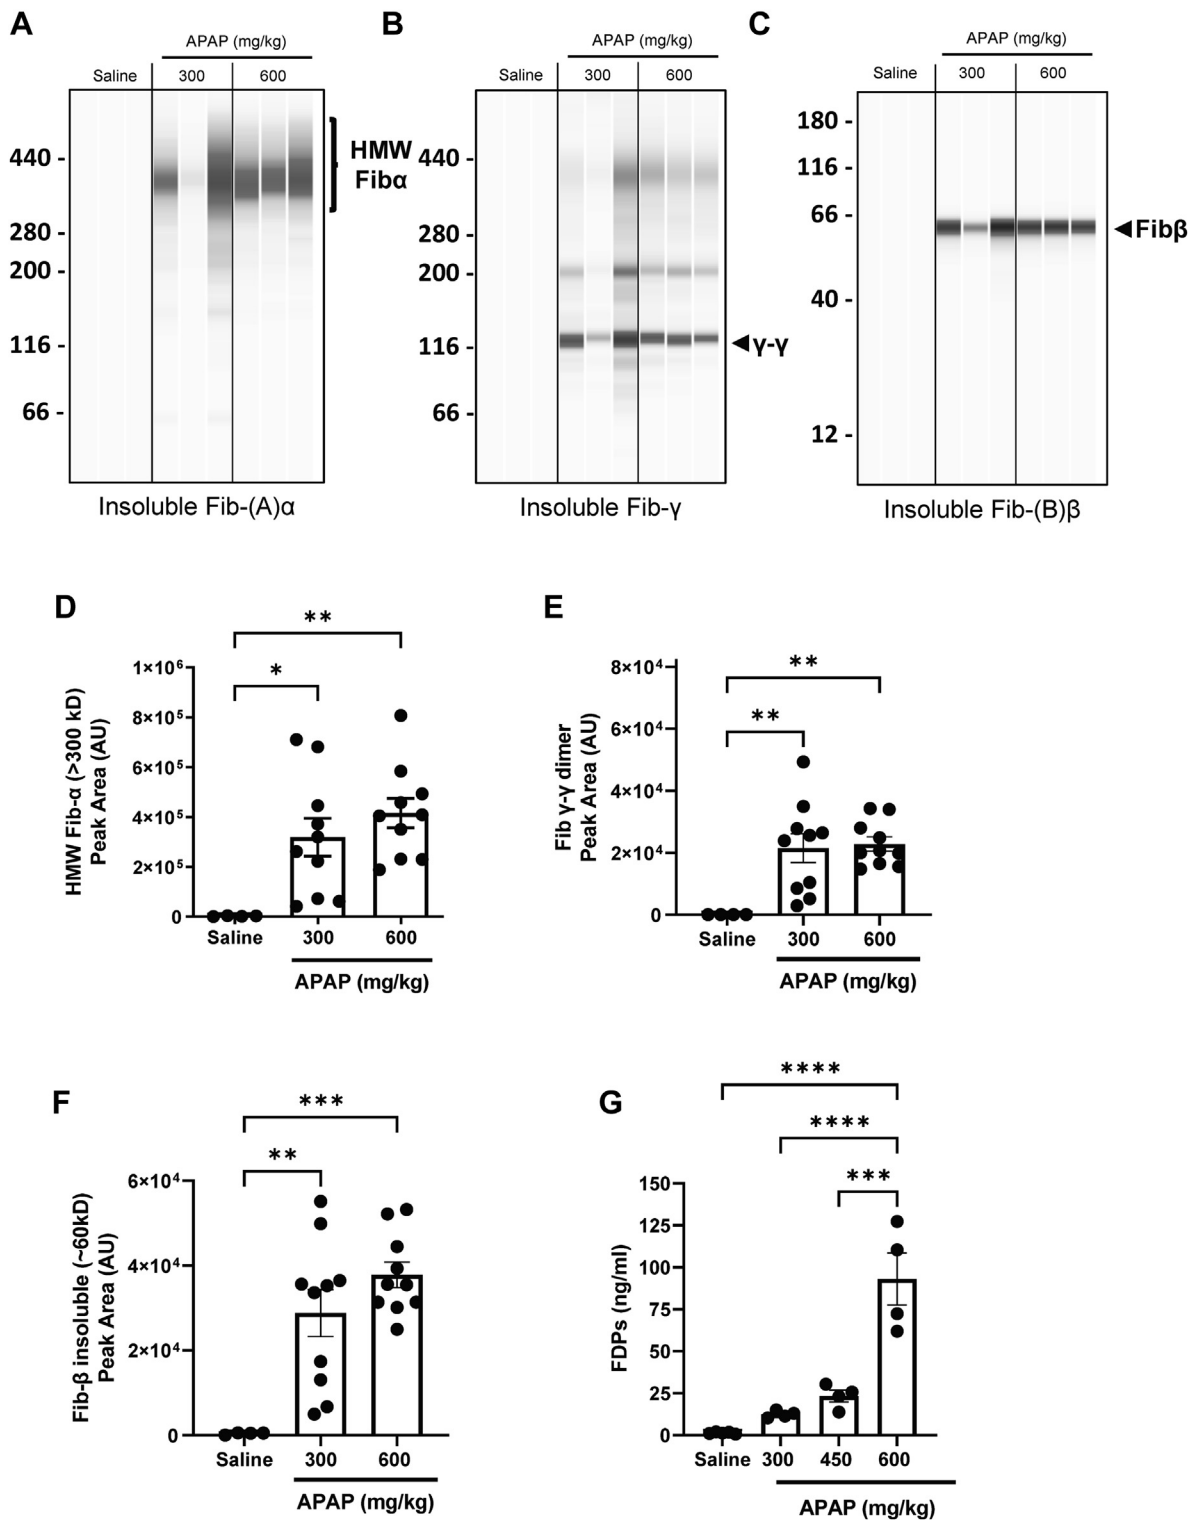 A
APAP (mg/kg)
Saline 300 600
440 -
280 -
200 -
116 -
66 -
HMW
Fibα
Insoluble Fib-(A)α
B
APAP (mg/kg)
Saline 300 600
440 -
280 -
200 -
116 -
66 -
γ-γ
Insoluble Fib-γ
C
APAP (mg/kg)
Saline 300 600
180 -
116 -
66 -
40 -
12 -
Fibβ
Insoluble Fib-(B)β
D
**
*
HMW Fib-α (>300 kD)
Peak Area (AU)
1×10⁶
8×10⁵
6×10⁵
4×10⁵
2×10⁵
0
Saline 300 600
APAP (mg/kg)
E
**
**
Fib γ-γ dimer
Peak Area (AU)
8×10⁴
6×10⁴
4×10⁴
2×10⁴
0
Saline 300 600
APAP (mg/kg)
F
***
**
Fib-β insoluble (~60kD)
Peak Area (AU)
6×10⁴
4×10⁴
2×10⁴
0
Saline 300 600
APAP (mg/kg)
G
****
****
***
FDPs (ng/ml)
150
125
100
75
50
25
0
Saline 300 450 600
APAP (mg/kg)